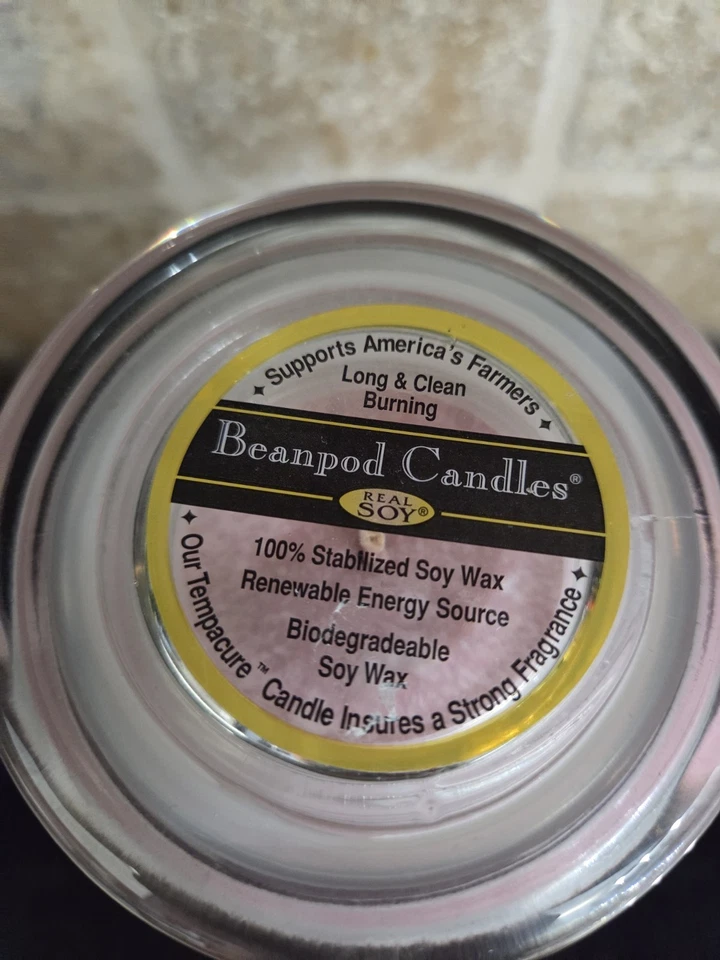 ✦ Supports America's Farmers ✦
Long & Clean
Burning
Beanpod Candles®
REAL
SOY®
100% Stabilized Soy Wax
Renewable Energy Source
Biodegradeable
Soy Wax
✦ Our Tempacure™ Candle Insures a Strong Fragrance ✦